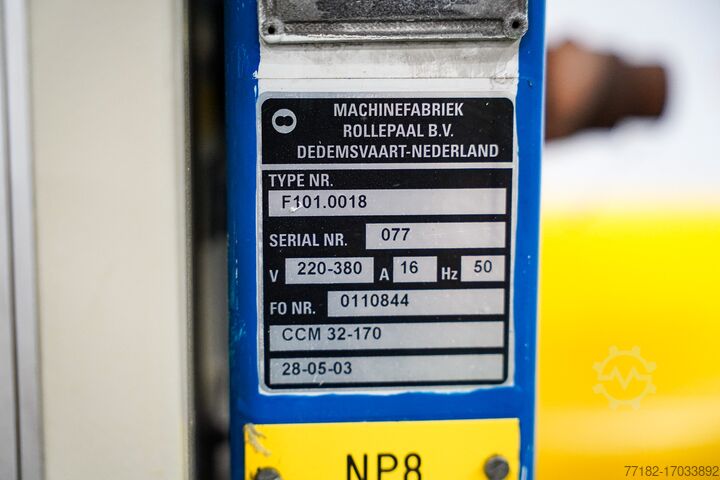 MACHINEFABRIEK
ROLLEPAAL B.V.
DEDEMSVAART-NEDERLAND
TYPE NR.
F101.0018
SERIAL NR. 077
V 220-380 A 16 Hz 50
FO NR. 0110844
CCM 32-170
28-05-03
NP8
77182-17033892